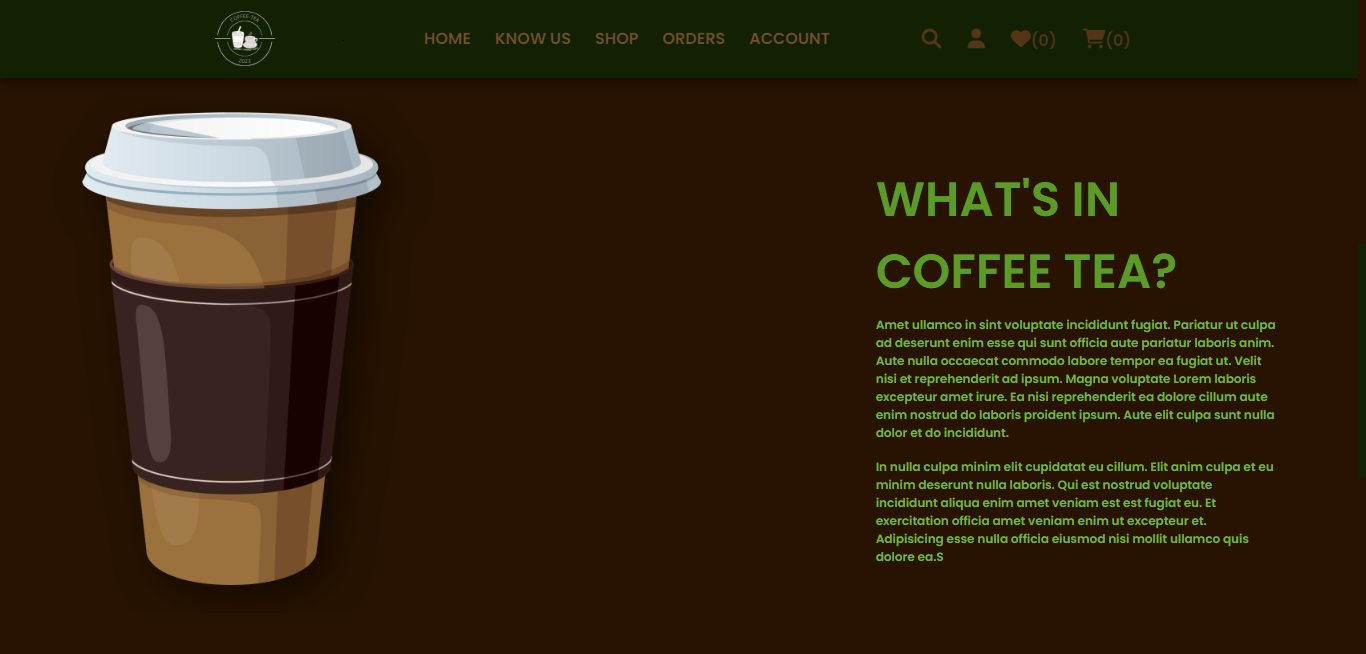 COFFEE-TEA
2023
HOME KNOW US SHOP ORDERS ACCOUNT (0) (0)
WHAT'S IN
COFFEE TEA?
Amet ullamco in sint voluptate incididunt fugiat. Pariatur ut culpa
ad deserunt enim esse qui sunt officia aute pariatur laboris anim.
Aute nulla occaecat commodo labore tempor ea fugiat ut. Velit
nisi et reprehenderit ad ipsum. Magna voluptate Lorem laboris
excepteur amet irure. Ea nisi reprehenderit ea dolore cillum aute
enim nostrud do laboris proident ipsum. Aute elit culpa sunt nulla
dolor et do incididunt.
In nulla culpa minim elit cupidatat eu cillum. Elit anim culpa et eu
minim deserunt nulla laboris. Qui est nostrud voluptate
incididunt aliqua enim amet veniam est est fugiat eu. Et
exercitation officia amet veniam enim ut excepteur et.
Adipisicing esse nulla officia eiusmod nisi mollit ullamco quis
dolore ea.S